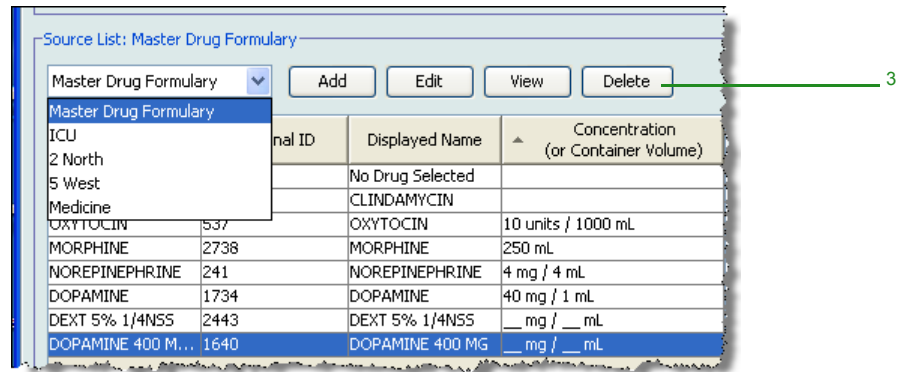 Source List: Master Drug Formulary
Master Drug Formulary Add Edit View Delete 3
Master Drug Formulary
ICU
2 North
5 West
Medicine
nal ID Displayed Name Concentration
(or Container Volume)
No Drug Selected
CLINDAMYCIN
OXYTOCIN 537 OXYTOCIN 10 units / 1000 mL
MORPHINE 2738 MORPHINE 250 mL
NOREPINEPHRINE 241 NOREPINEPHRINE 4 mg / 4 mL
DOPAMINE 1734 DOPAMINE 40 mg / 1 mL
DEXT 5% 1/4NSS 2443 DEXT 5% 1/4NSS __ mg / __ mL
DOPAMINE 400 M... 1640 DOPAMINE 400 MG __ mg / __ mL